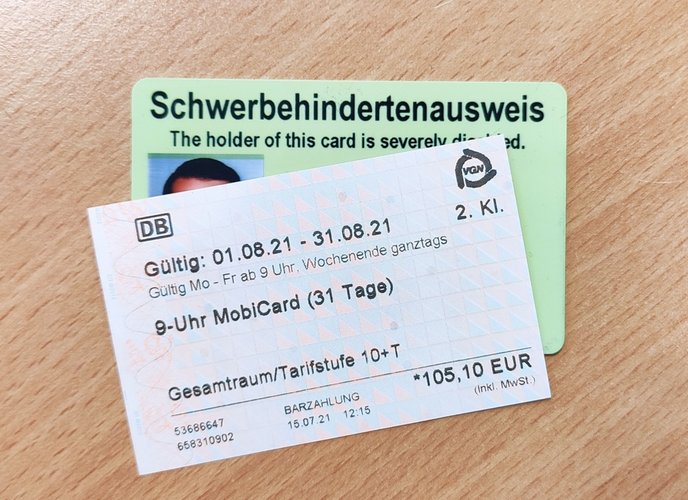 Schwerbehindertenausweis
The holder of this card is severely
DB
VGN
Gültig: 01.08.21 - 31.08.21
2. Kl.
Gültig Mo - Fr ab 9 Uhr, Wochenende ganztags
9-Uhr MobiCard (31 Tage)
Gesamtraum/Tarifstufe 10+T
*105,10 EUR
(inkl. MwSt.)
53686647
BARZAHLUNG
658310902
15.07.21 12:15